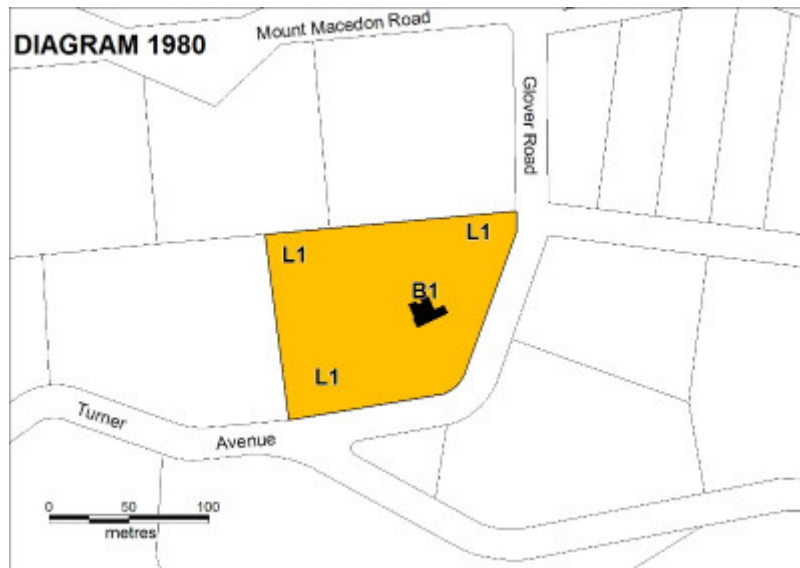 Mount Macedon Road
DIAGRAM 1980
Glover Road
L1
L1
B1
L1
Turner
Avenue
0 50 100
metres